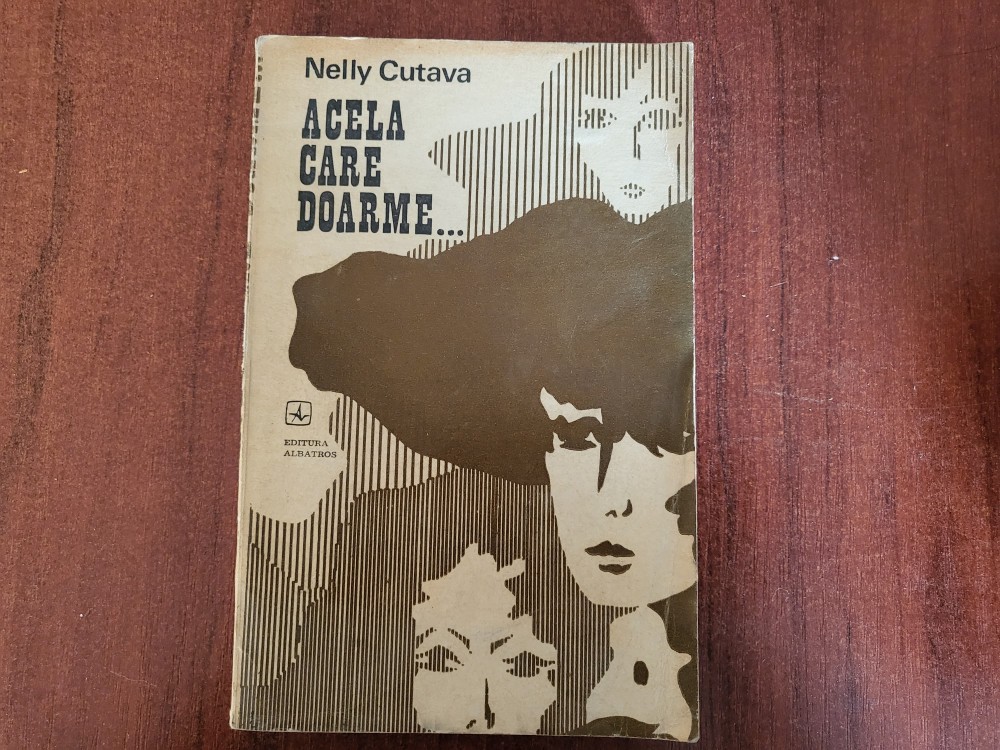 Nelly Cutava
ACELA
CARE
DOARME...
EDITURA
ALBATROS